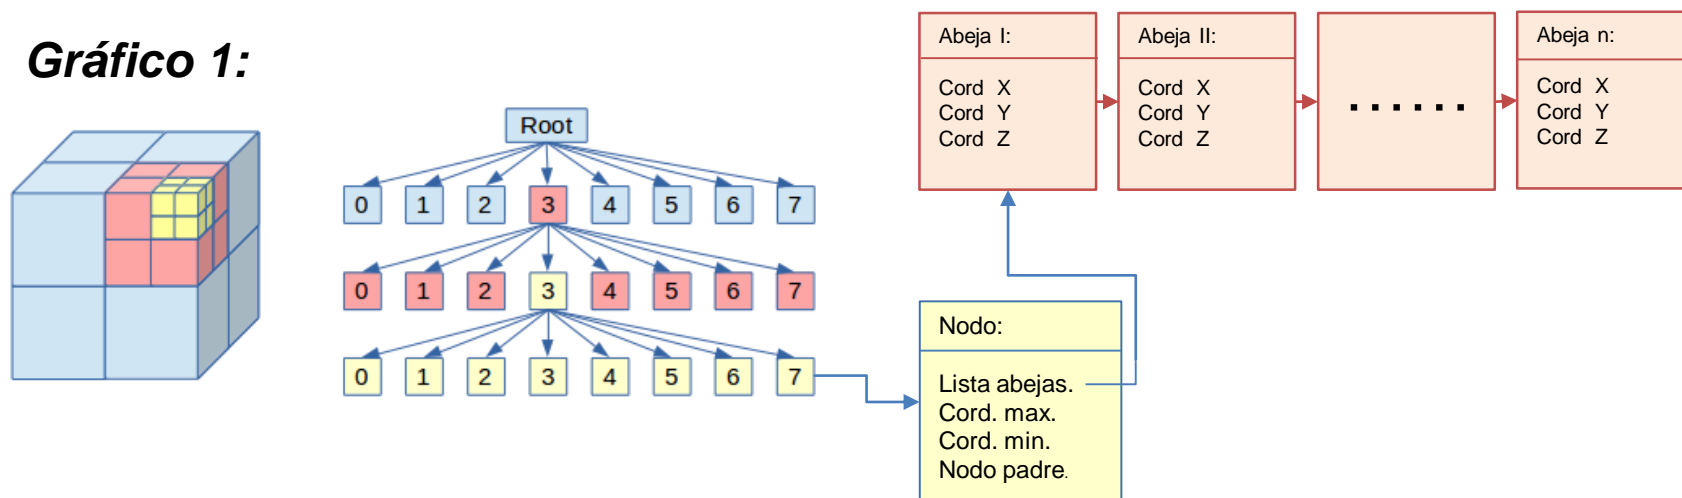 Gráfico 1:
Root
0 1 2 3 4 5 6 7
0 1 2 3 4 5 6 7
0 1 2 3 4 5 6 7
Nodo:
Lista abejas.
Cord. max.
Cord. min.
Nodo padre.
Abeja I:
Cord X
Cord Y
Cord Z
Abeja II:
Cord X
Cord Y
Cord Z
......
Abeja n:
Cord X
Cord Y
Cord Z